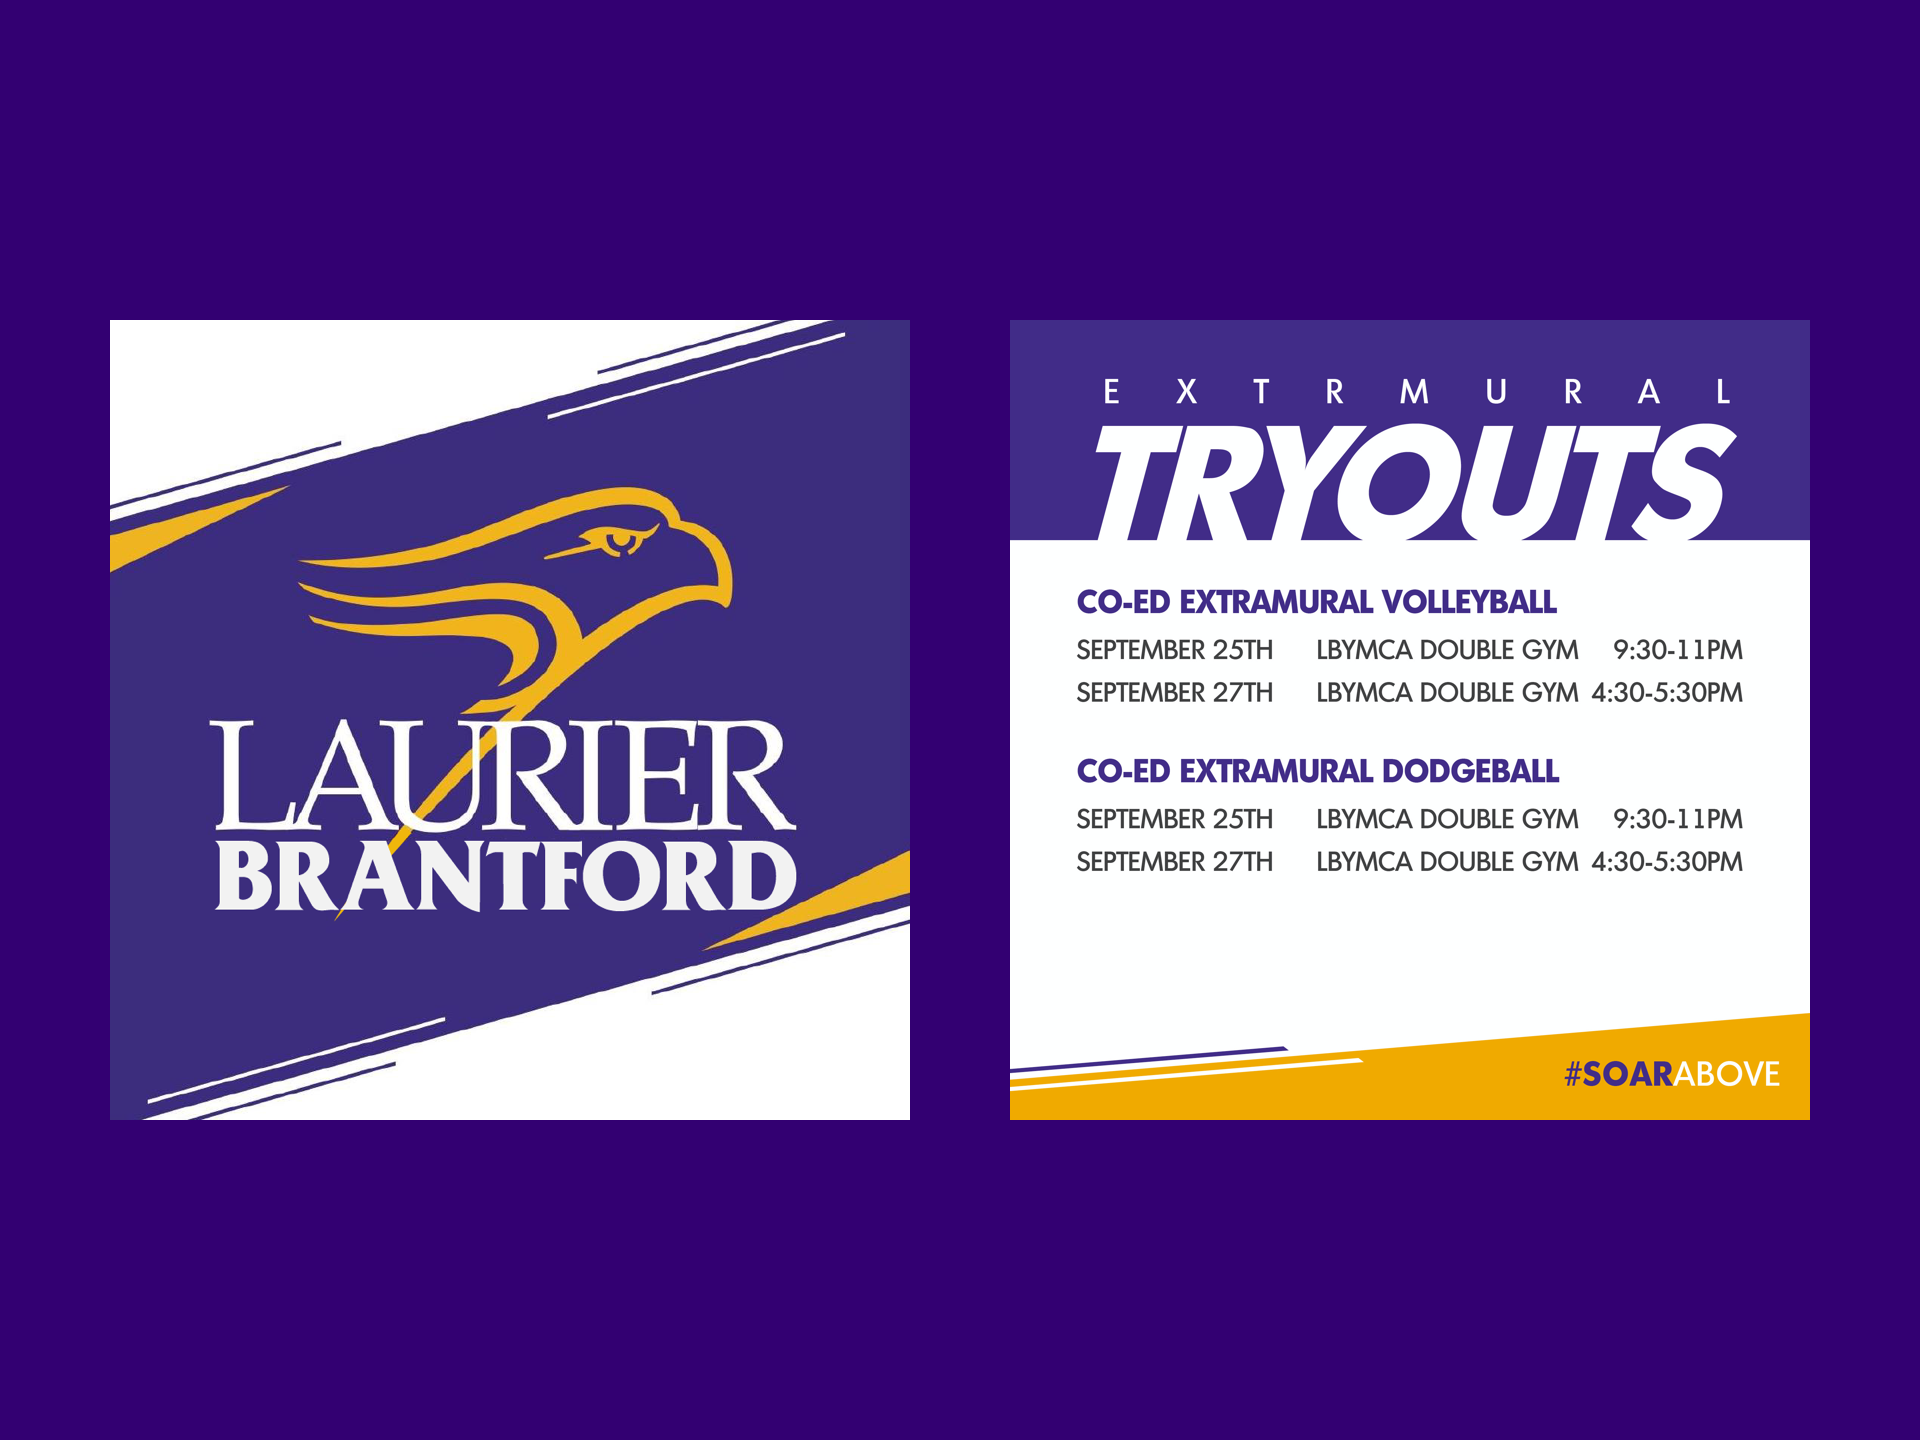 LAURIER
BRANTFORD
EXTRMURAL
TRYOUTS
CO-ED EXTRAMURAL VOLLEYBALL
SEPTEMBER 25TH LBYMCA DOUBLE GYM 9:30-11PM
SEPTEMBER 27TH LBYMCA DOUBLE GYM 4:30-5:30PM
CO-ED EXTRAMURAL DODGEBALL
SEPTEMBER 25TH LBYMCA DOUBLE GYM 9:30-11PM
SEPTEMBER 27TH LBYMCA DOUBLE GYM 4:30-5:30PM
#SOARABOVE